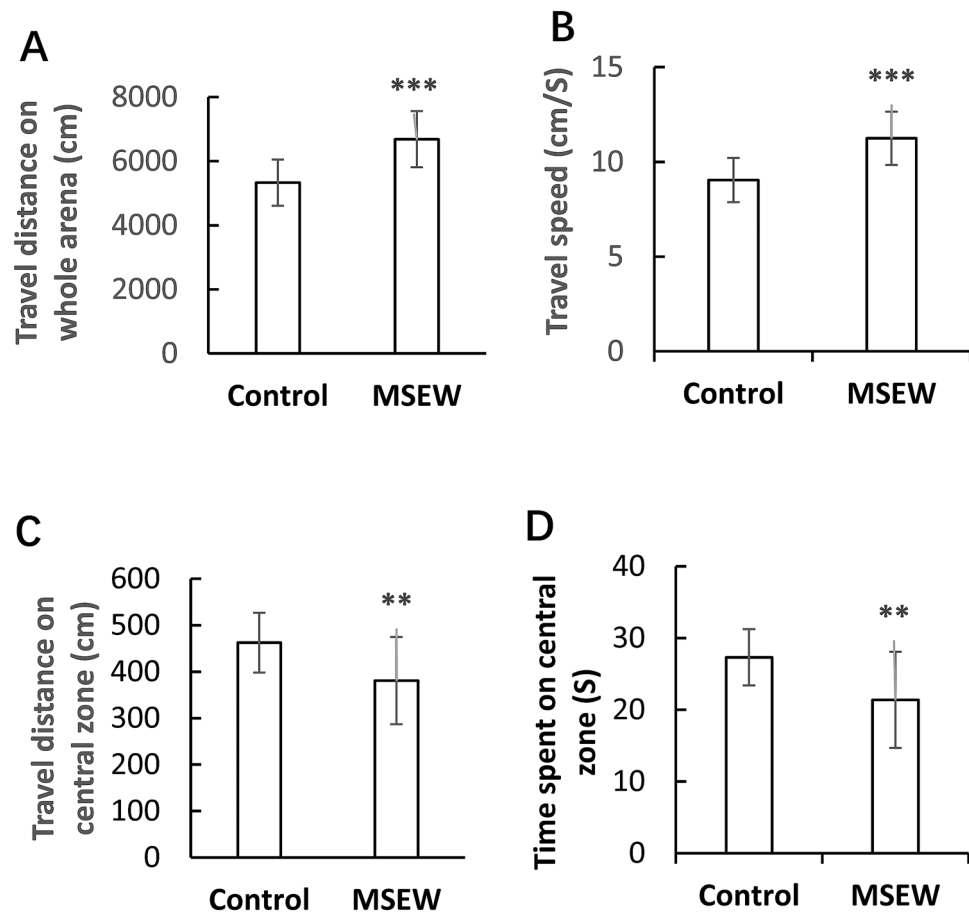 A
Travel distance on
whole arena (cm)
8000
6000
4000
2000
0
***
Control MSEW
B
Travel speed (cm/S)
15
10
5
0
***
Control MSEW
C
Travel distance on
central zone (cm)
600
500
400
300
200
100
0
**
Control MSEW
D
Time spent on central
zone (S)
40
30
20
10
0
**
Control MSEW